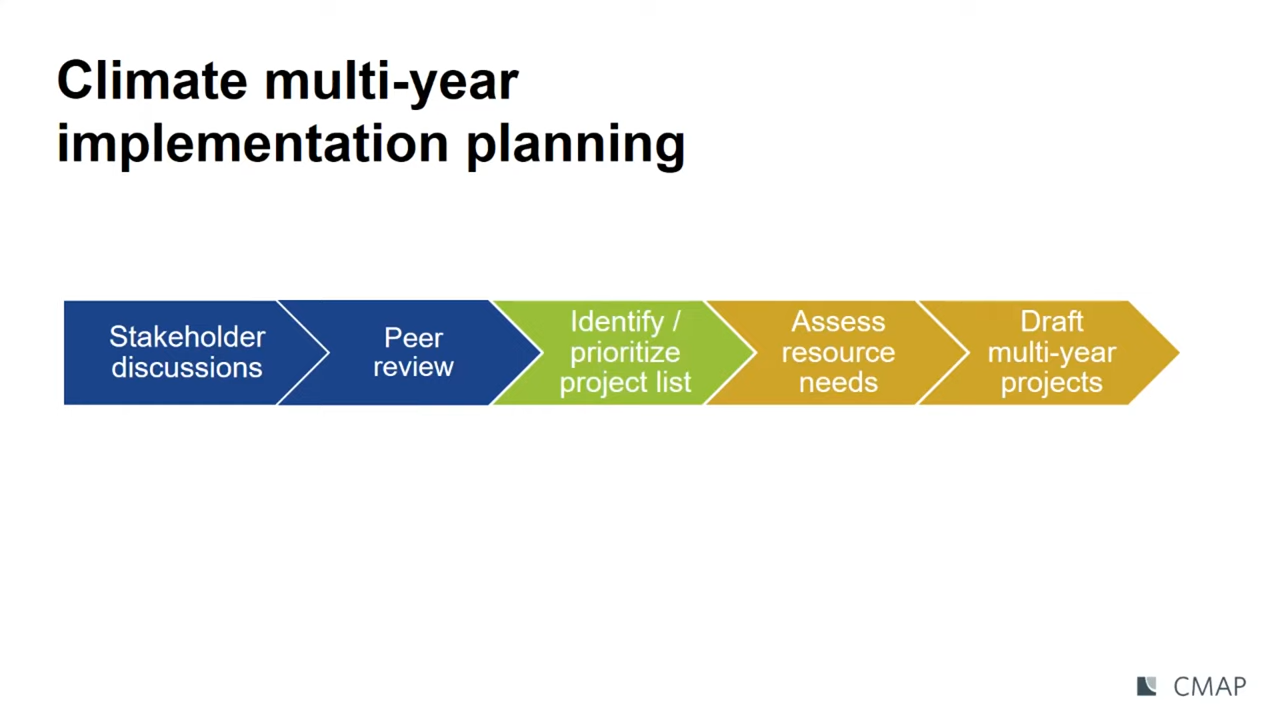 Climate multi-year
implementation planning
Stakeholder
discussions
Peer
review
Identify /
prioritize
project list
Assess
resource
needs
Draft
multi-year
projects
CMAP